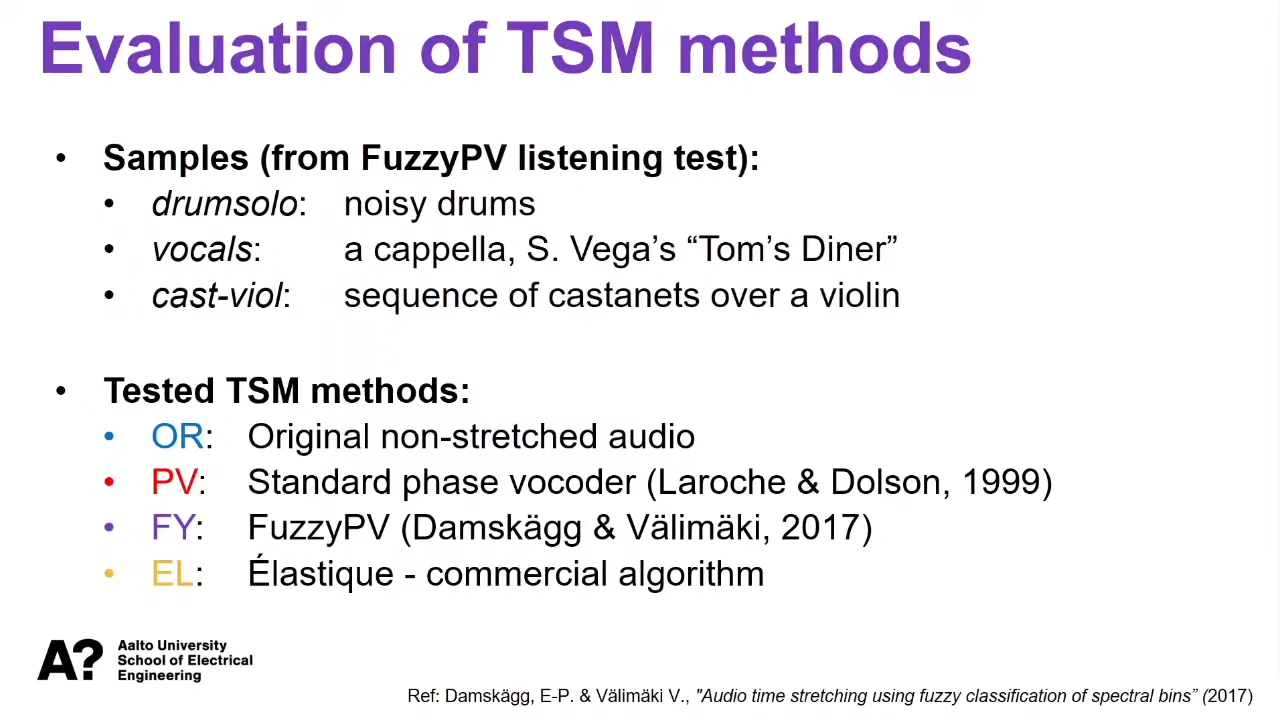 Evaluation of TSM methods
• Samples (from FuzzyPV listening test):
• drumsolo: noisy drums
• vocals: a cappella, S. Vega’s “Tom’s Diner”
• cast-viol: sequence of castanets over a violin
• Tested TSM methods:
• OR: Original non-stretched audio
• PV: Standard phase vocoder (Laroche & Dolson, 1999)
• FY: FuzzyPV (Damskägg & Välimäki, 2017)
• EL: Élastique - commercial algorithm
A?
Aalto University
School of Electrical
Engineering
Ref: Damskägg, E-P. & Välimäki V., "Audio time stretching using fuzzy classification of spectral bins” (2017)